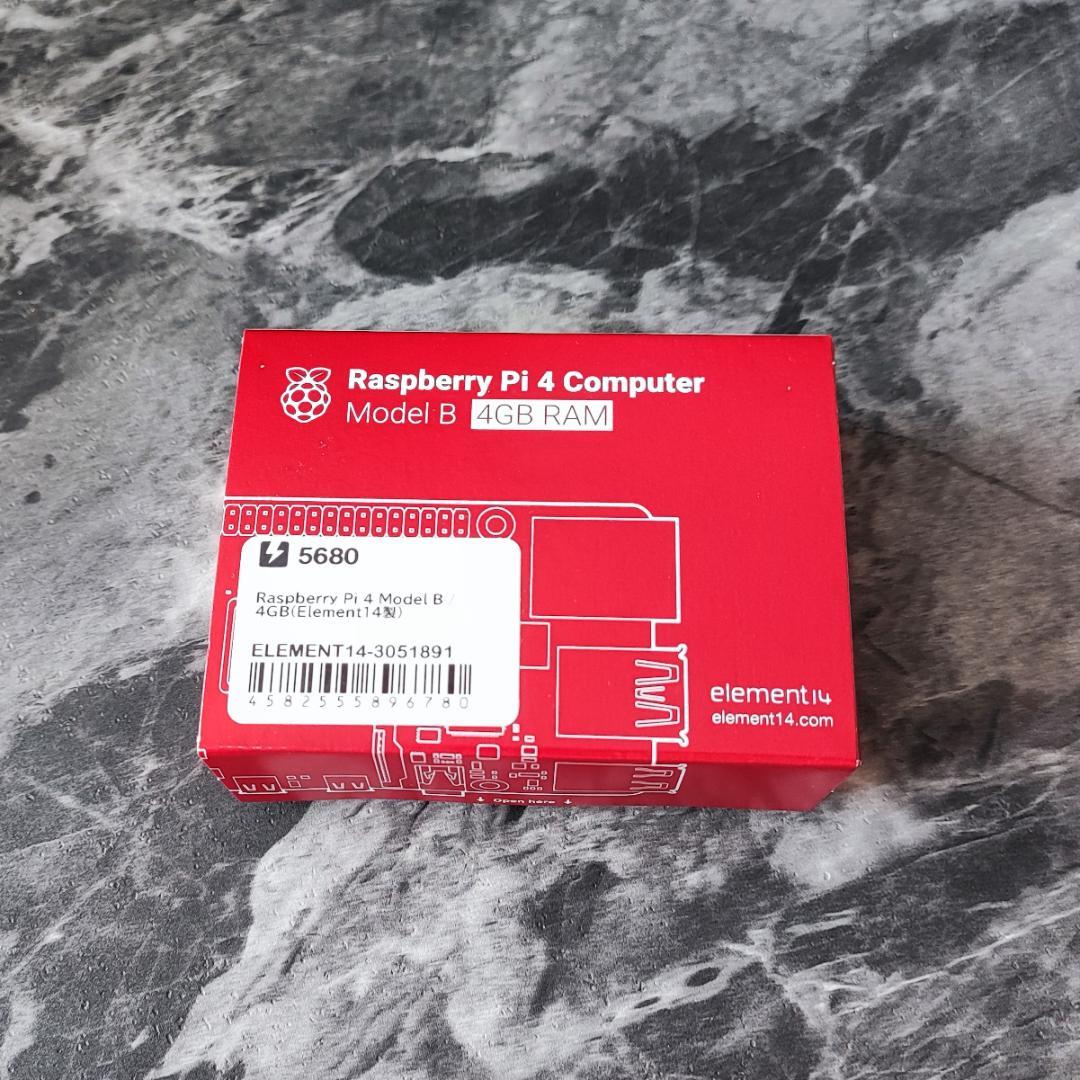 Raspberry Pi 4 Computer
Model B 4GB RAM
5680
Raspberry Pi 4 Model B /
4GB(Element14製)
ELEMENT14-3051891
4582555896780
element14
element14.com
↓ Open here ↓